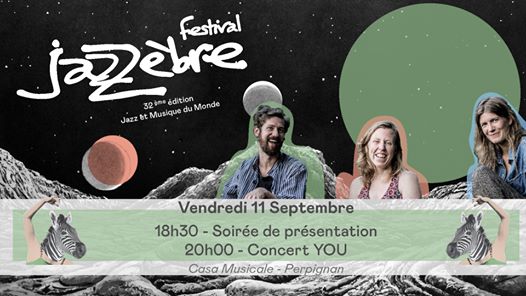 festival
jazzèbre
32ème édition
Jazz & Musique du Monde
Vendredi 11 Septembre
18h30 - Soirée de présentation
20h00 - Concert YOU
Casa Musicale - Perpignan